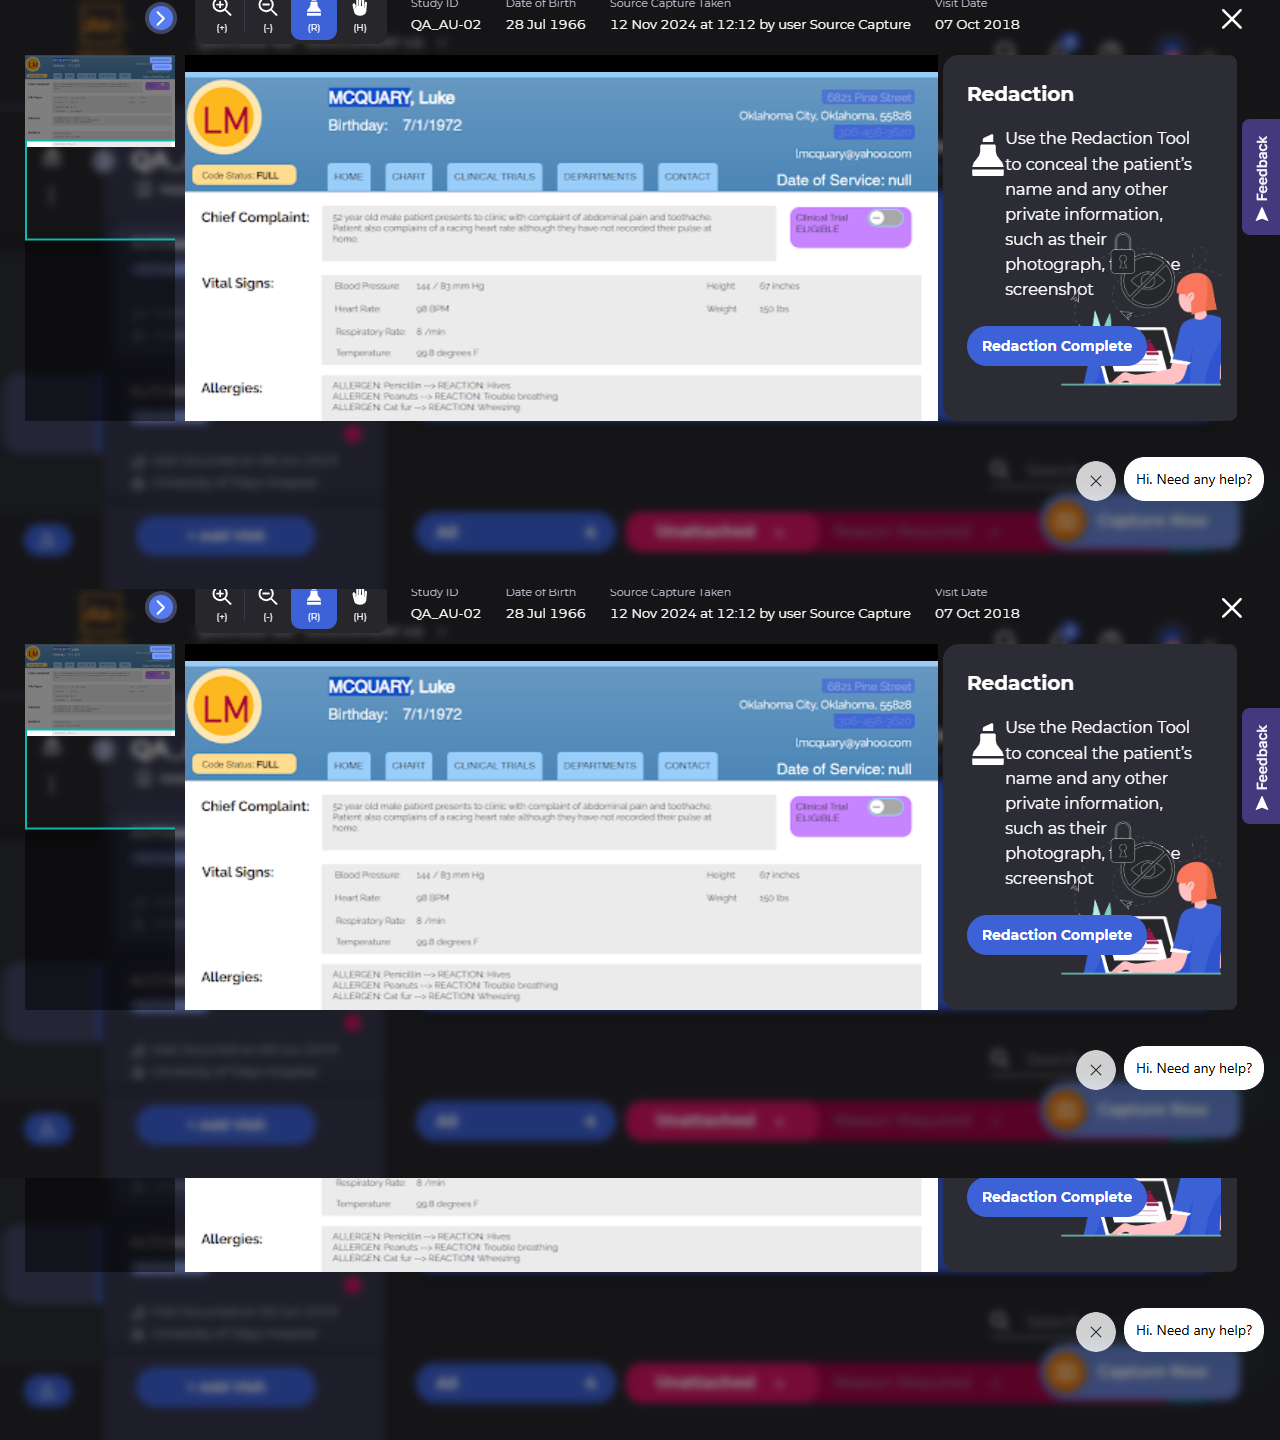 Study ID
Date of Birth
Source Capture Taken
Visit Date
(+)
(-)
(R)
(H)
QA_AU-02
28 Jul 1966
12 Nov 2024 at 12:12 by user Source Capture
07 Oct 2018
LM
MCQUARY, Luke
Birthday: 7/1/1972
6821 Pine Street
Oklahoma City, Oklahoma, 55828
306-456-3620
lmcquary@yahoo.com
Code Status: FULL
HOME
CHART
CLINICAL TRIALS
DEPARTMENTS
CONTACT
Date of Service: null
Chief Complaint:
52 year old male patient presents to clinic with complaint of abdominal pain and toothache.
Patient also complains of a racing heart rate although they have not recorded their pulse at
home.
Clinical Trial
ELIGIBLE
Vital Signs:
Blood Pressure: 144 / 83 mm Hg
Height: 67 inches
Heart Rate: 98 BPM
Weight: 150 lbs
Respiratory Rate: 8 /min
Temperature: 99.8 degrees F
Allergies:
ALLERGEN: Penicillin --> REACTION: Hives
ALLERGEN: Peanuts --> REACTION: Trouble breathing
ALLERGEN: Cat fur --> REACTION: Wheezing
Redaction
Use the Redaction Tool
to conceal the patient's
name and any other
private information,
such as their
photograph,
screenshot
Redaction Complete
Feedback
Hi. Need any help?
+ Add Visit
All
Unattached
Capture Now
Study ID
Date of Birth
Source Capture Taken
Visit Date
(+)
(-)
(R)
(H)
QA_AU-02
28 Jul 1966
12 Nov 2024 at 12:12 by user Source Capture
07 Oct 2018
LM
MCQUARY, Luke
Birthday: 7/1/1972
6821 Pine Street
Oklahoma City, Oklahoma, 55828
306-456-3620
lmcquary@yahoo.com
Code Status: FULL
HOME
CHART
CLINICAL TRIALS
DEPARTMENTS
CONTACT
Date of Service: null
Chief Complaint:
52 year old male patient presents to clinic with complaint of abdominal pain and toothache.
Patient also complains of a racing heart rate although they have not recorded their pulse at
home.
Clinical Trial
ELIGIBLE
Vital Signs:
Blood Pressure: 144 / 83 mm Hg
Height: 67 inches
Heart Rate: 98 BPM
Weight: 150 lbs
Respiratory Rate: 8 /min
Temperature: 99.8 degrees F
Allergies:
ALLERGEN: Penicillin --> REACTION: Hives
ALLERGEN: Peanuts --> REACTION: Trouble breathing
ALLERGEN: Cat fur --> REACTION: Wheezing
Redaction
Use the Redaction Tool
to conceal the patient's
name and any other
private information,
such as their
photograph,
screenshot
Redaction Complete
Feedback
Hi. Need any help?
+ Add Visit
All
Unattached
Capture Now
Respiratory Rate: 8 /min
Temperature: 99.8 degrees F
Allergies:
ALLERGEN: Penicillin --> REACTION: Hives
ALLERGEN: Peanuts --> REACTION: Trouble breathing
ALLERGEN: Cat fur --> REACTION: Wheezing
Redaction Complete
Hi. Need any help?
+ Add Visit
All
Unattached
Capture Now